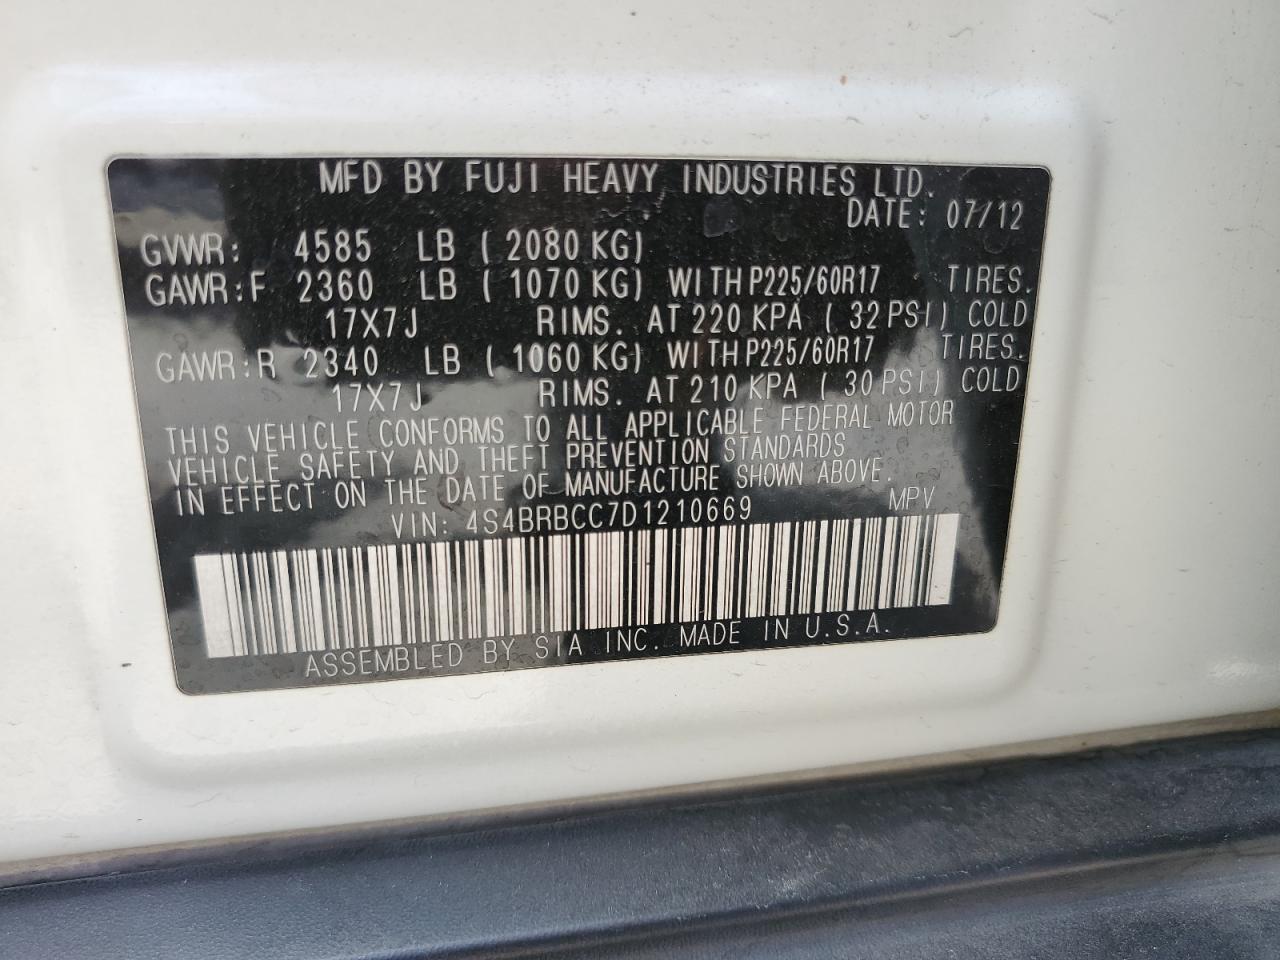 MFD BY FUJI HEAVY INDUSTRIES LTD.
DATE: 07/12
GVWR: 4585 LB ( 2080 KG)
GAWR:F 2360 LB ( 1070 KG) WITH P225/60R17 TIRES.
17X7J RIMS. AT 220 KPA ( 32 PSI) COLD
GAWR:R 2340 LB ( 1060 KG) WITH P225/60R17 TIRES.
17X7J RIMS. AT 210 KPA ( 30 PSI) COLD
THIS VEHICLE CONFORMS TO ALL APPLICABLE FEDERAL MOTOR
VEHICLE SAFETY AND THEFT PREVENTION STANDARDS
IN EFFECT ON THE DATE OF MANUFACTURE SHOWN ABOVE.
VIN: 4S4BRBCC7D1210669 MPV
ASSEMBLED BY SIA INC. MADE IN U.S.A.